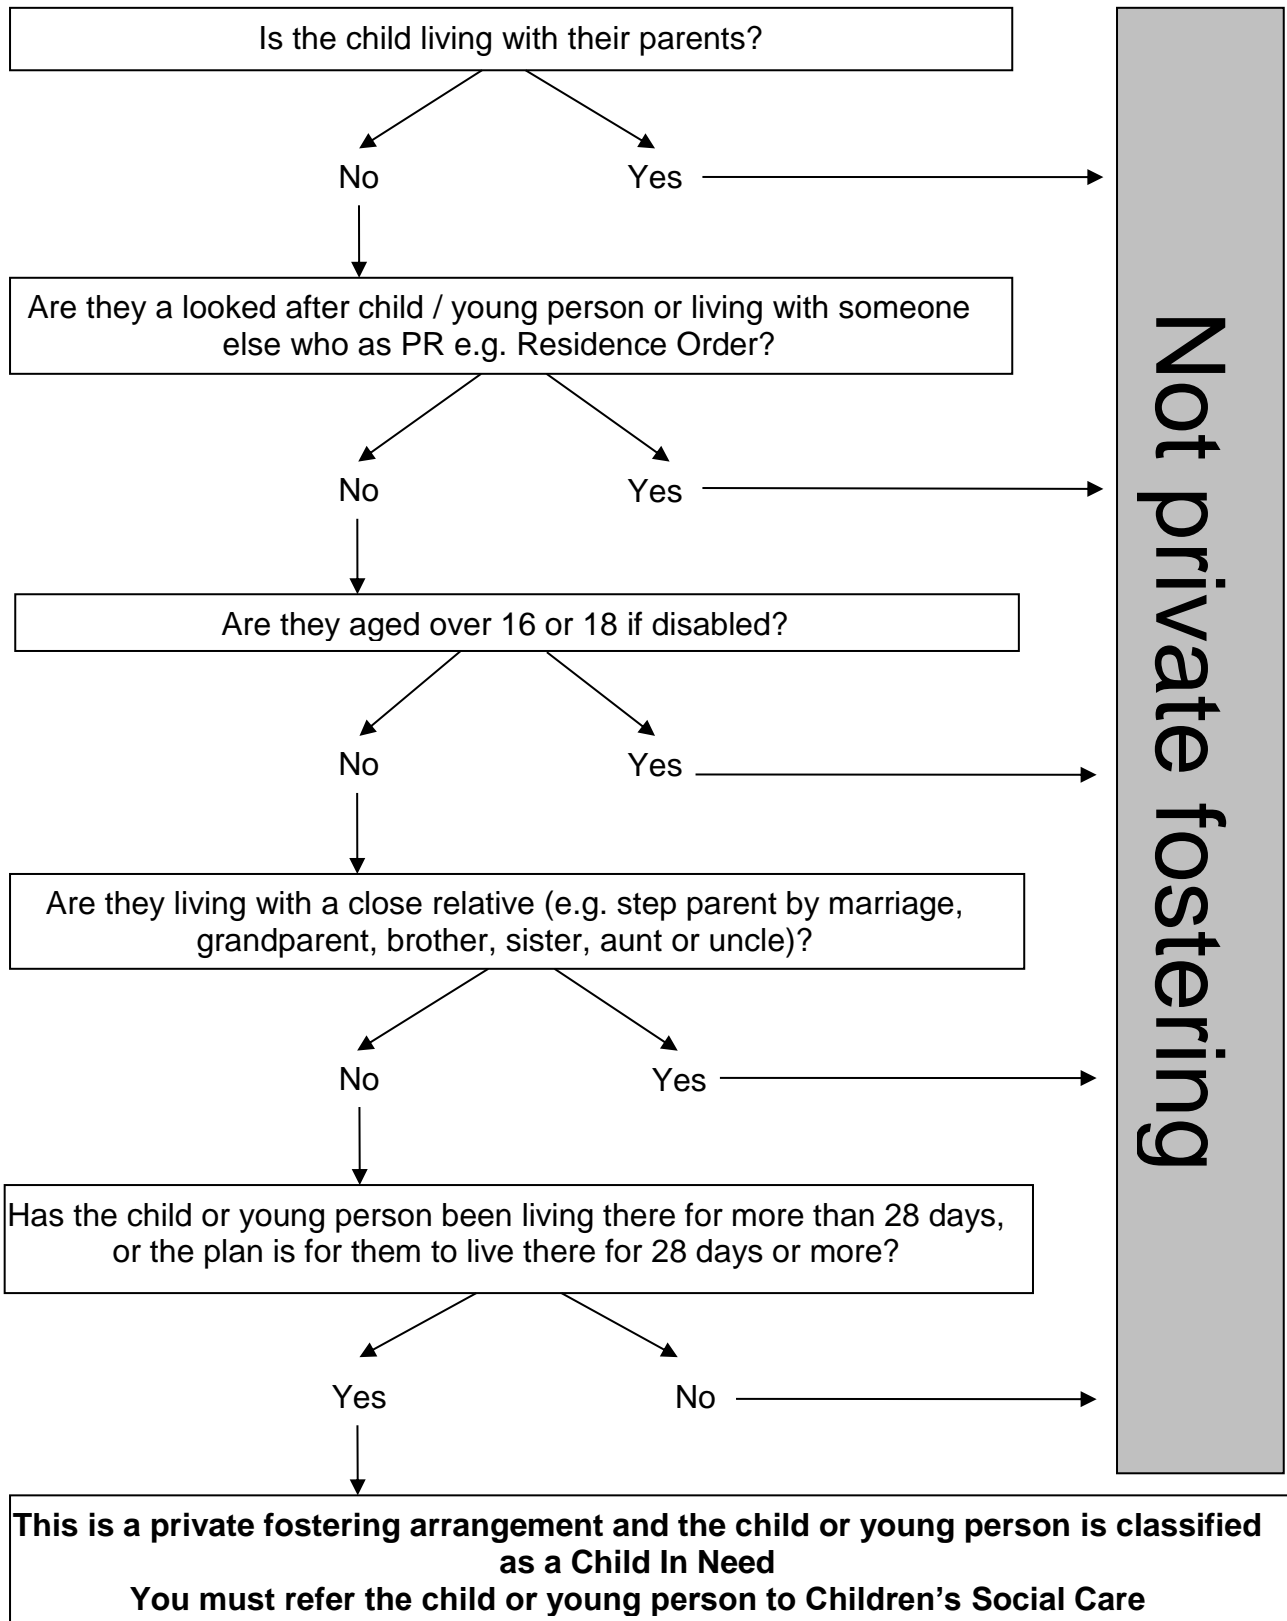 Is the child living with their parents?
No
Yes
Are they a looked after child / young person or living with someone
else who as PR e.g. Residence Order?
No
Yes
Are they aged over 16 or 18 if disabled?
No
Yes
Are they living with a close relative (e.g. step parent by marriage,
grandparent, brother, sister, aunt or uncle)?
No
Yes
Has the child or young person been living there for more than 28 days,
or the plan is for them to live there for 28 days or more?
Yes
No
Not private fostering
This is a private fostering arrangement and the child or young person is classified
as a Child In Need
You must refer the child or young person to Children’s Social Care